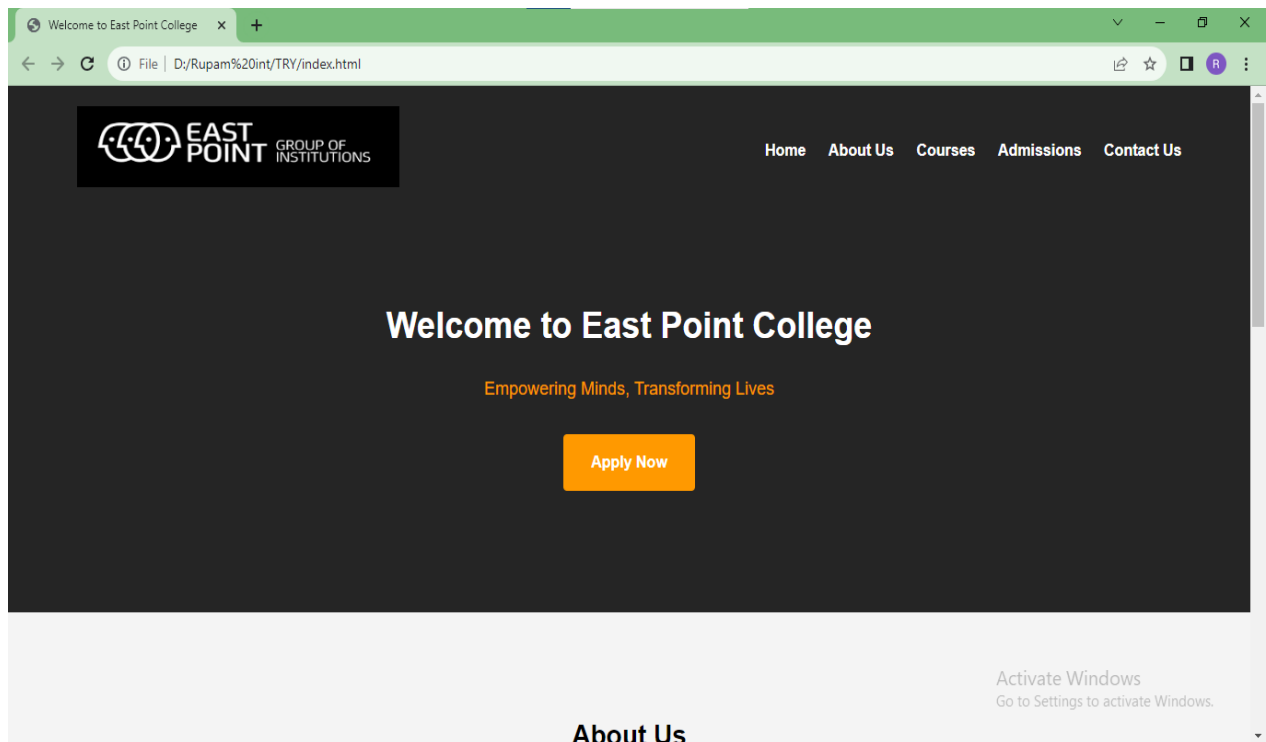 Welcome to East Point College
File | D:/Rupam%20int/TRY/index.html
R
EAST
POINT GROUP OF
INSTITUTIONS
Home About Us Courses Admissions Contact Us
Welcome to East Point College
Empowering Minds, Transforming Lives
Apply Now
Activate Windows
Go to Settings to activate Windows.
About Us